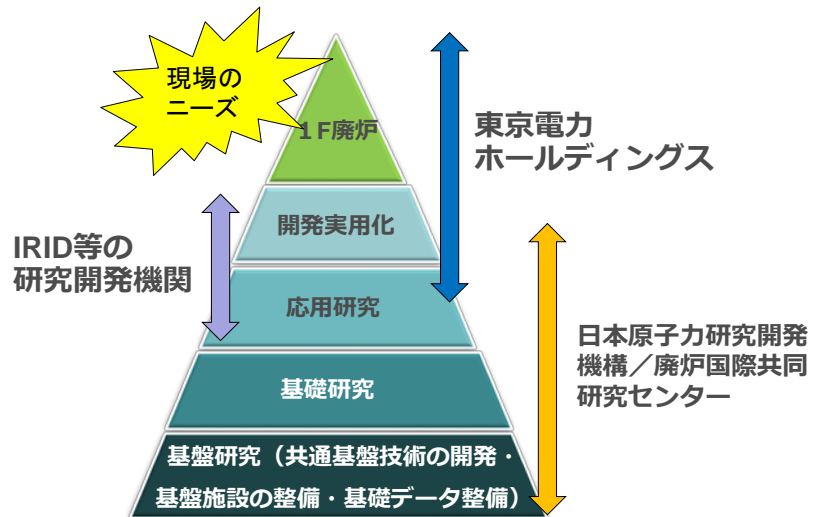 現場の
ニーズ
１F廃炉
東京電力
ホールディングス
開発実用化
IRID等の
研究開発機関
応用研究
日本原子力研究開発
機構／廃炉国際共同
研究センター
基礎研究
基盤研究（共通基盤技術の開発・
基盤施設の整備・基礎データ整備）